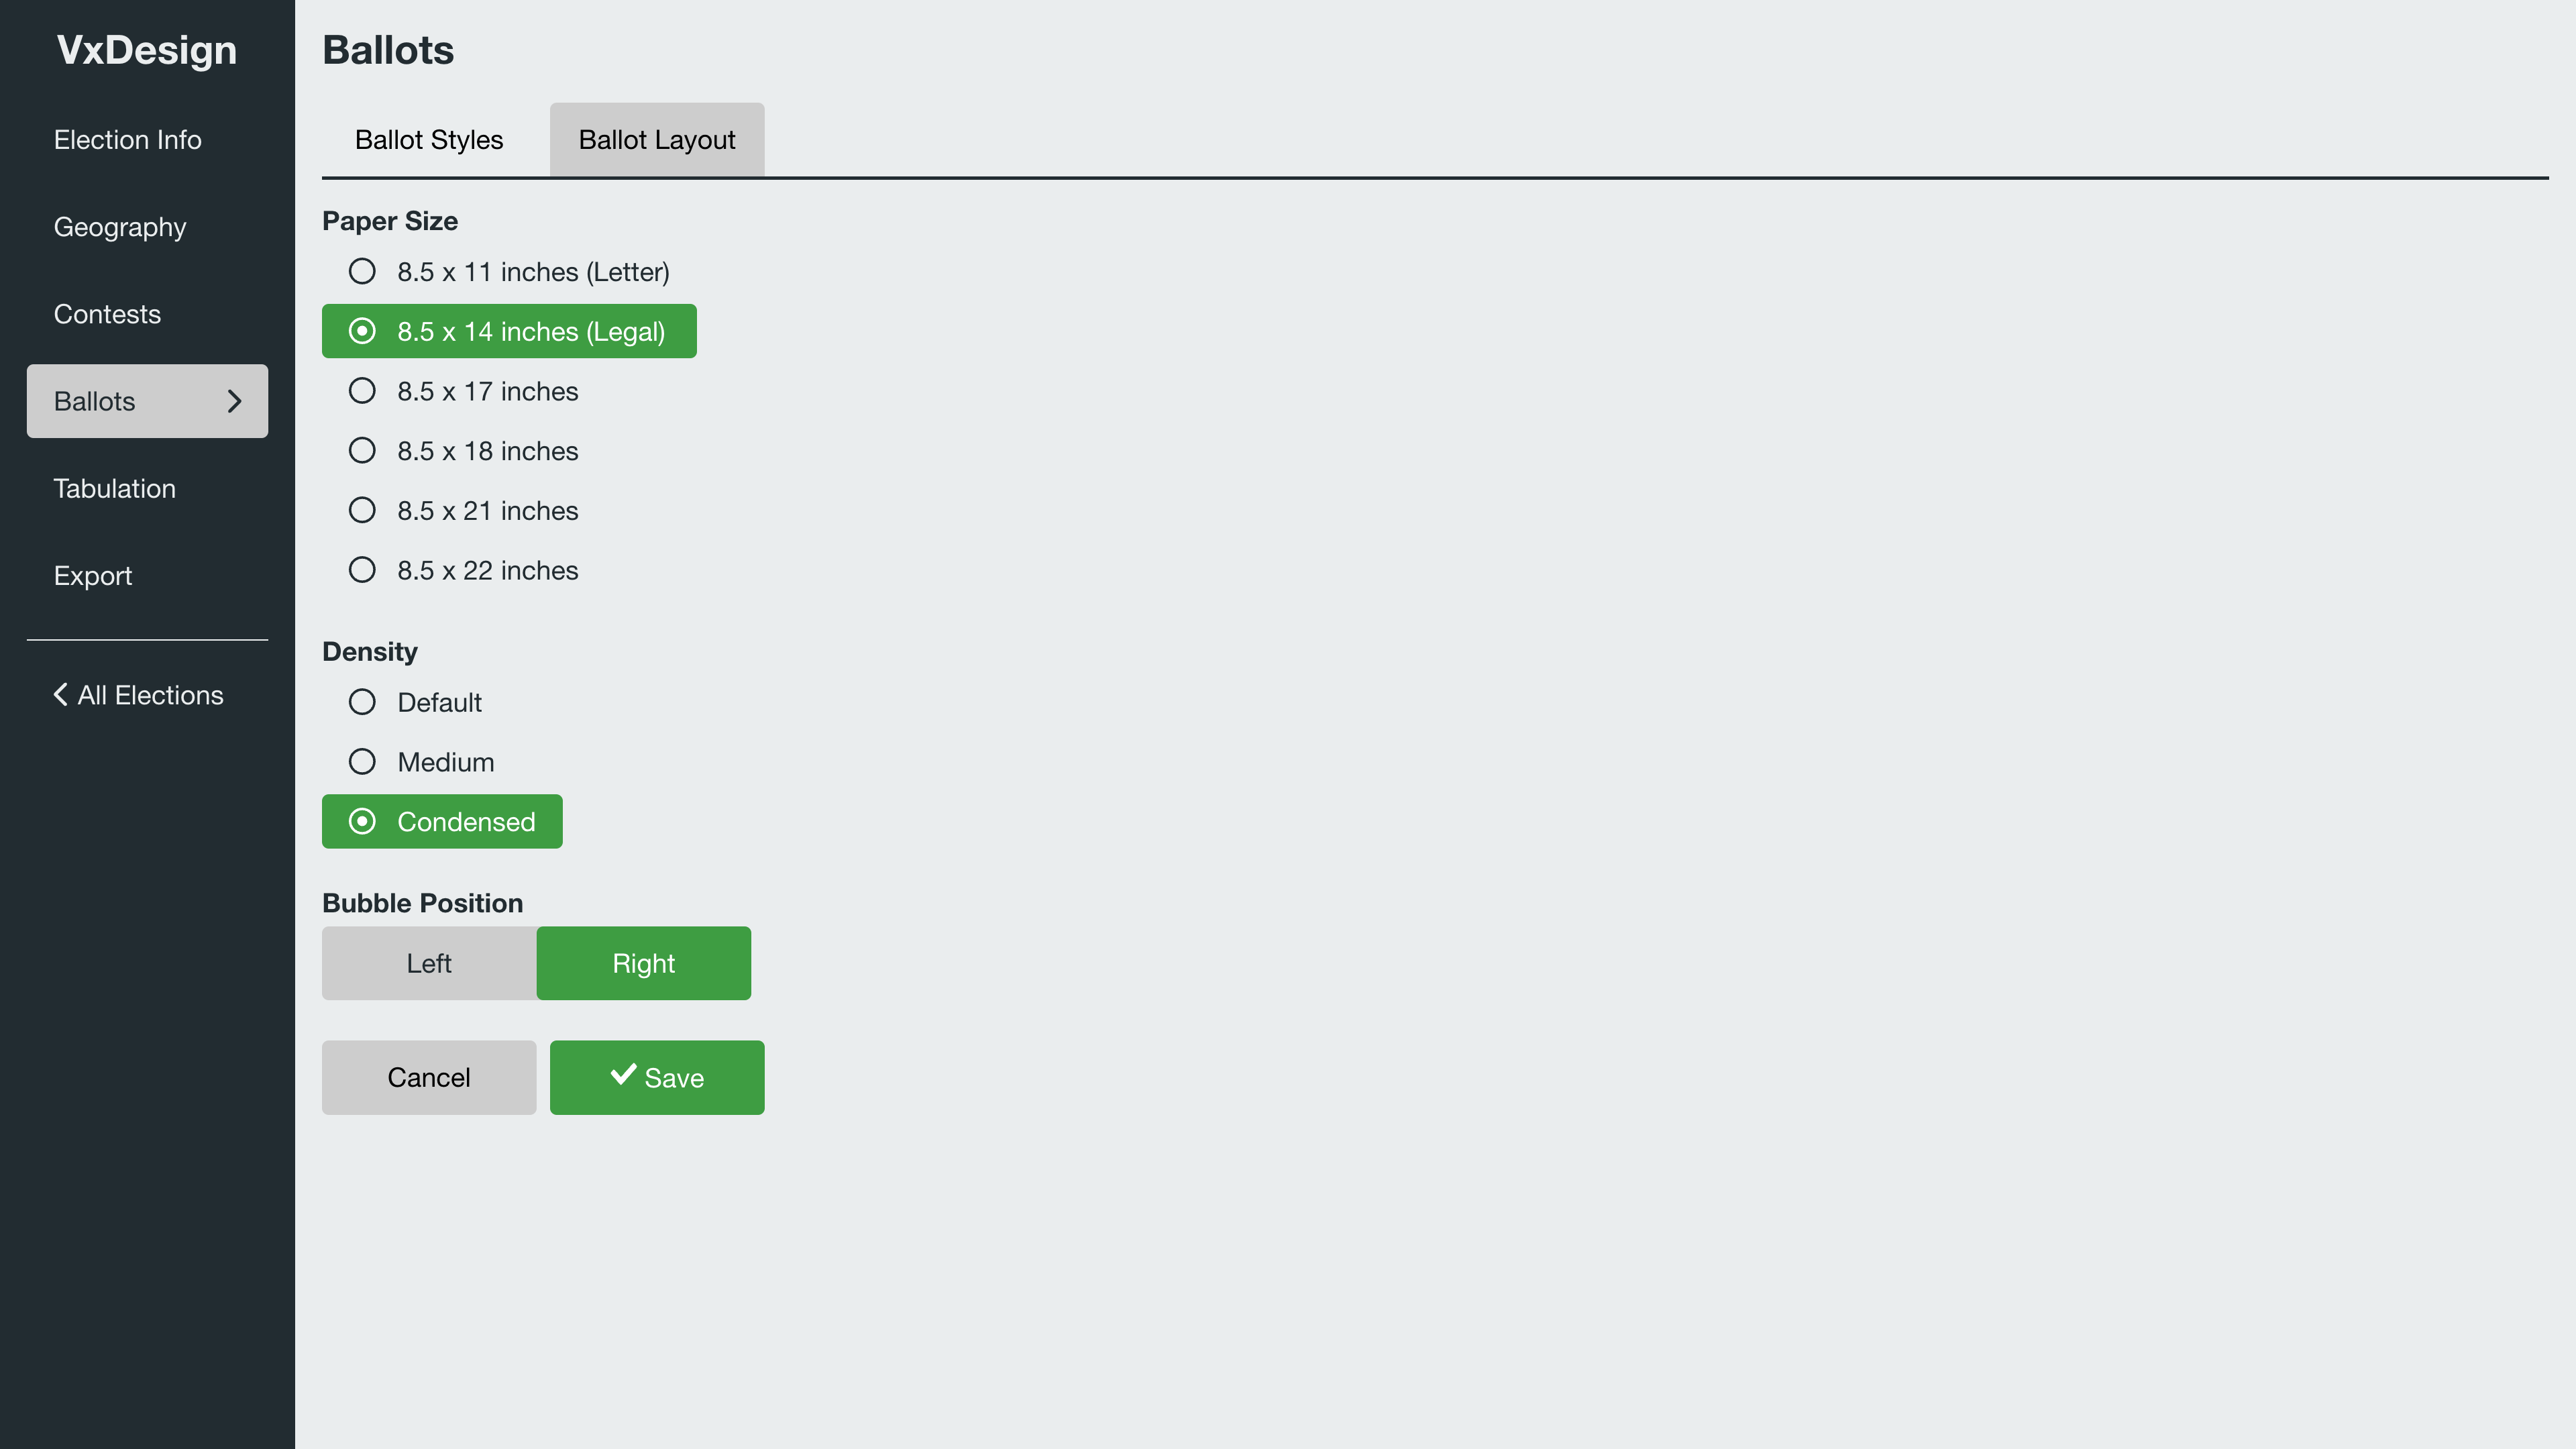 VxDesign
Election Info
Geography
Contests
Ballots
Tabulation
Export
All Elections
Ballots
Ballot Styles
Ballot Layout
Paper Size
8.5 x 11 inches (Letter)
8.5 x 14 inches (Legal)
8.5 x 17 inches
8.5 x 18 inches
8.5 x 21 inches
8.5 x 22 inches
Density
Default
Medium
Condensed
Bubble Position
Left
Right
Cancel
Save